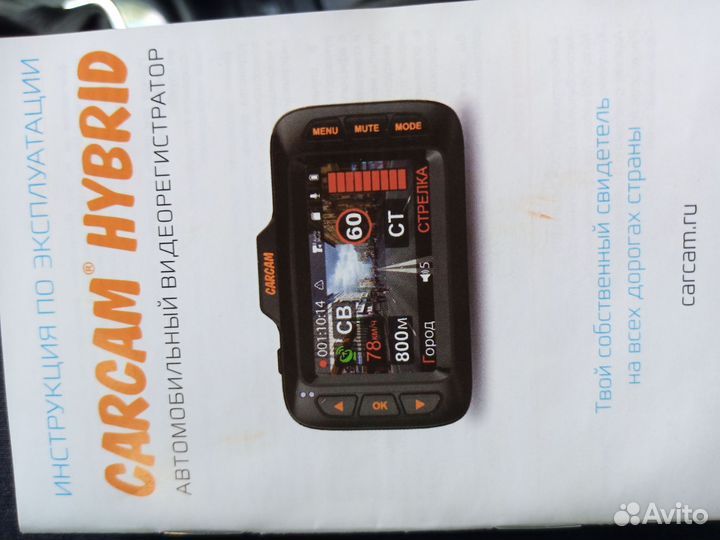 ИНСТРУКЦИЯ ПО ЭКСПЛУАТАЦИИ
CARCAM® HYBRID
АВТОМОБИЛЬНЫЙ ВИДЕОРЕГИСТРАТОР
CARCAM
MENU MUTE MODE
001:10:14
СВ
60
78 км/ч
800м
СТ
Город
5
СТРЕЛКА
OK
Твой собственный свидетель
на всех дорогах страны
carcam.ru
Avito